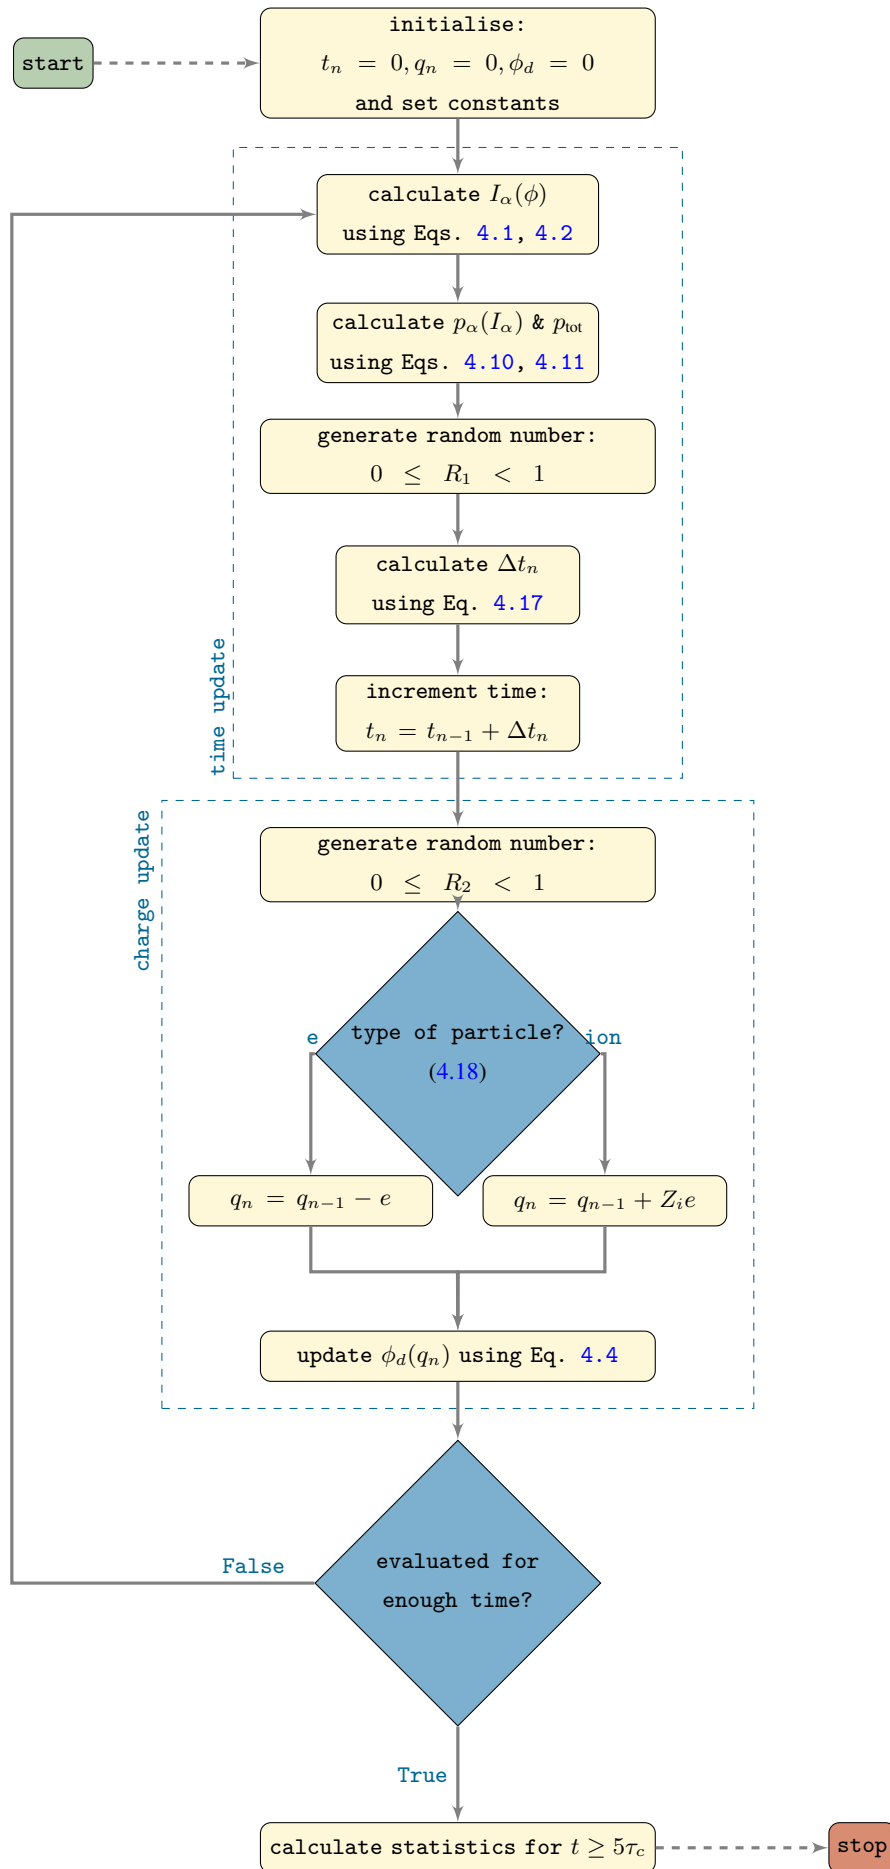 start
initialise:
t_n = 0, q_n = 0, ϕ_d = 0
and set constants
calculate I_α(ϕ)
using Eqs. 4.1, 4.2
calculate p_α(I_α) & p_tot
using Eqs. 4.10, 4.11
generate random number:
0 ≤ R_1 < 1
calculate Δt_n
using Eq. 4.17
increment time:
t_n = t_{n−1} + Δt_n
time update
generate random number:
0 ≤ R_2 < 1
charge update
e
type of particle?
(4.18)
ion
q_n = q_{n−1} − e
q_n = q_{n−1} + Z_i e
update ϕ_d(q_n) using Eq. 4.4
evaluated for
enough time?
False
True
calculate statistics for t ≥ 5τ_c
stop